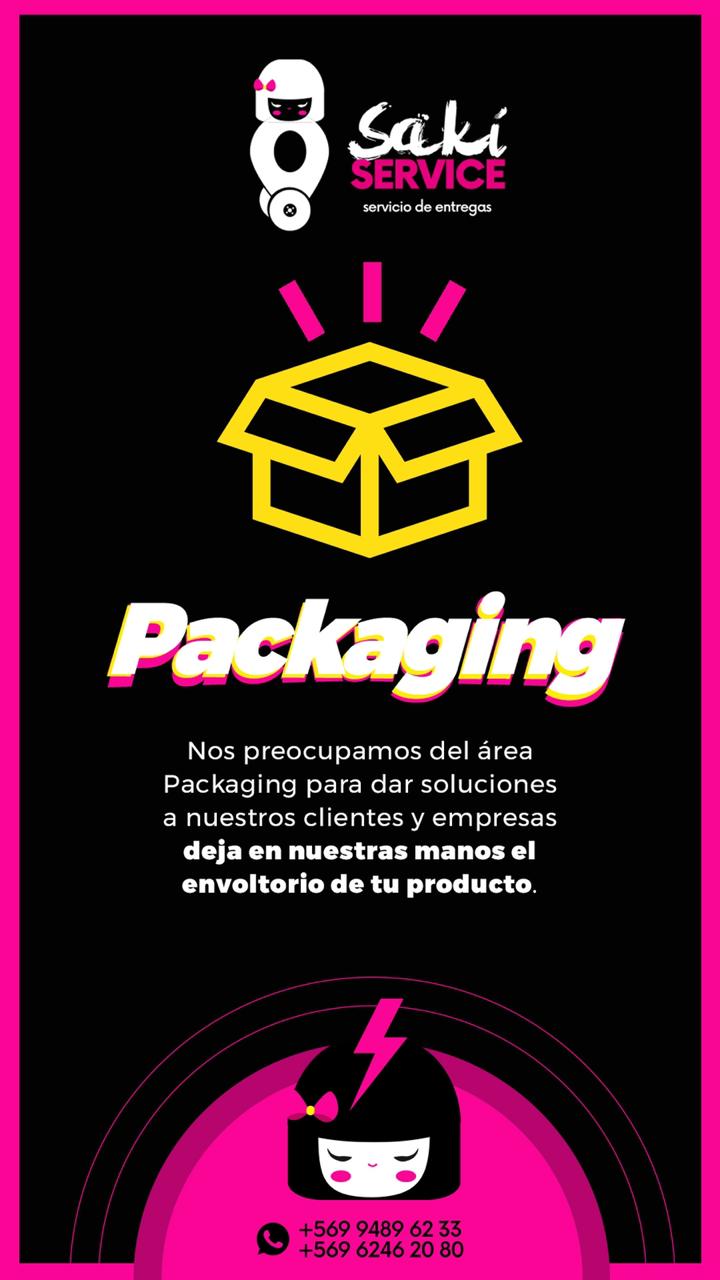 Saki
SERVICE
servicio de entregas
Packaging
Nos preocupamos del área
Packaging para dar soluciones
a nuestros clientes y empresas
deja en nuestras manos el
envoltorio de tu producto.
+569 9489 62 33
+569 6246 20 80